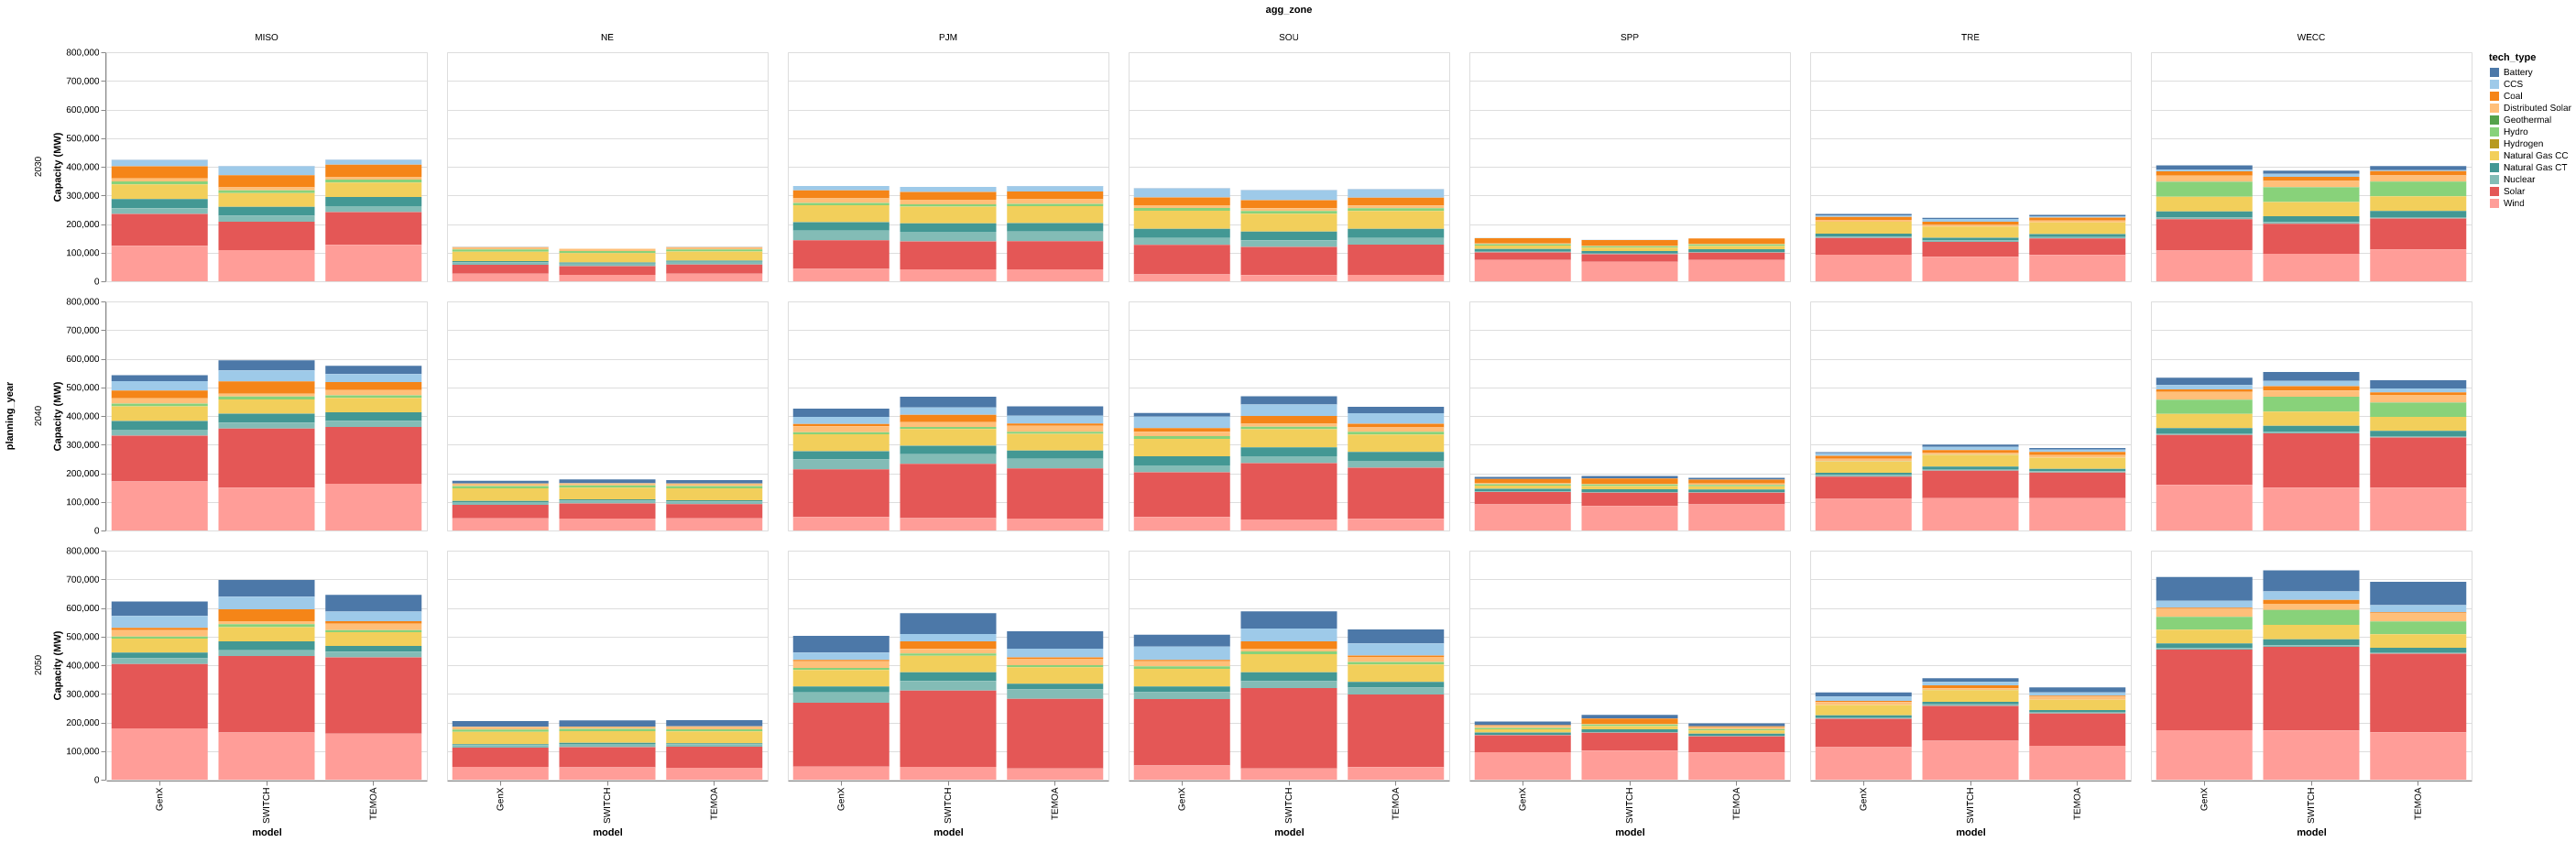 agg_zone
MISO NE PJM SOU SPP TRE WECC
planning_year
2030
Capacity (MW)
800,000
700,000
600,000
500,000
400,000
300,000
200,000
100,000
0
2040
Capacity (MW)
800,000
700,000
600,000
500,000
400,000
300,000
200,000
100,000
0
2050
Capacity (MW)
800,000
700,000
600,000
500,000
400,000
300,000
200,000
100,000
0
GenX SWITCH TEMOA GenX SWITCH TEMOA GenX SWITCH TEMOA GenX SWITCH TEMOA GenX SWITCH TEMOA GenX SWITCH TEMOA GenX SWITCH TEMOA
model model model model model model model
tech_type
Battery
CCS
Coal
Distributed Solar
Geothermal
Hydro
Hydrogen
Natural Gas CC
Natural Gas CT
Nuclear
Solar
Wind